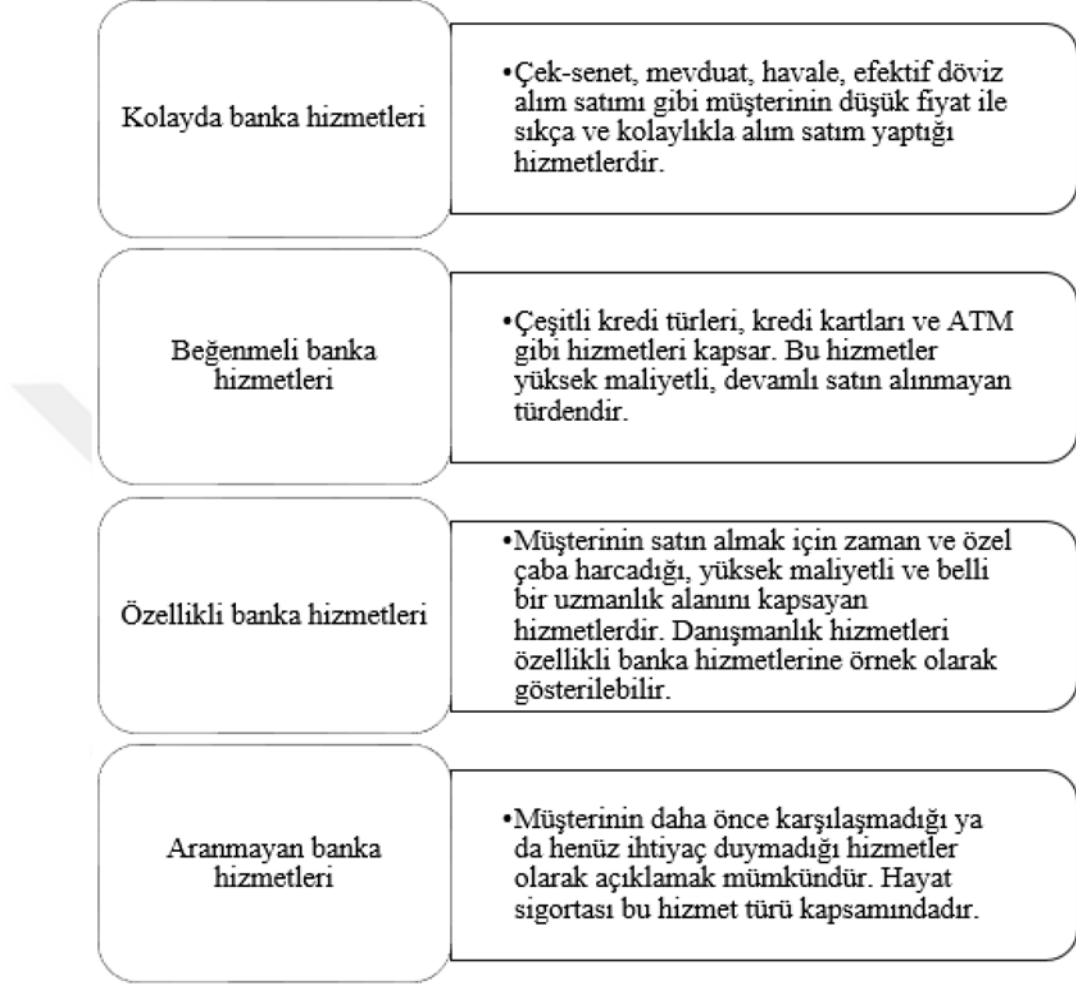 Kolayda banka hizmetleri
•Çek-senet, mevduat, havale, efektif döviz
alım satımı gibi müşterinin düşük fiyat ile
sıkça ve kolaylıkla alım satım yaptığı
hizmetlerdir.
Beğenmeli banka
hizmetleri
•Çeşitli kredi türleri, kredi kartları ve ATM
gibi hizmetleri kapsar. Bu hizmetler
yüksek maliyetli, devamlı satın alınmayan
türdendir.
Özellikli banka hizmetleri
•Müşterinin satın almak için zaman ve özel
çaba harcadığı, yüksek maliyetli ve belli
bir uzmanlık alanını kapsayan
hizmetlerdir. Danışmanlık hizmetleri
özellikli banka hizmetlerine örnek olarak
gösterilebilir.
Aranmayan banka
hizmetleri
•Müşterinin daha önce karşılaşmadığı ya
da henüz ihtiyaç duymadığı hizmetler
olarak açıklamak mümkündür. Hayat
sigortası bu hizmet türü kapsamındadır.